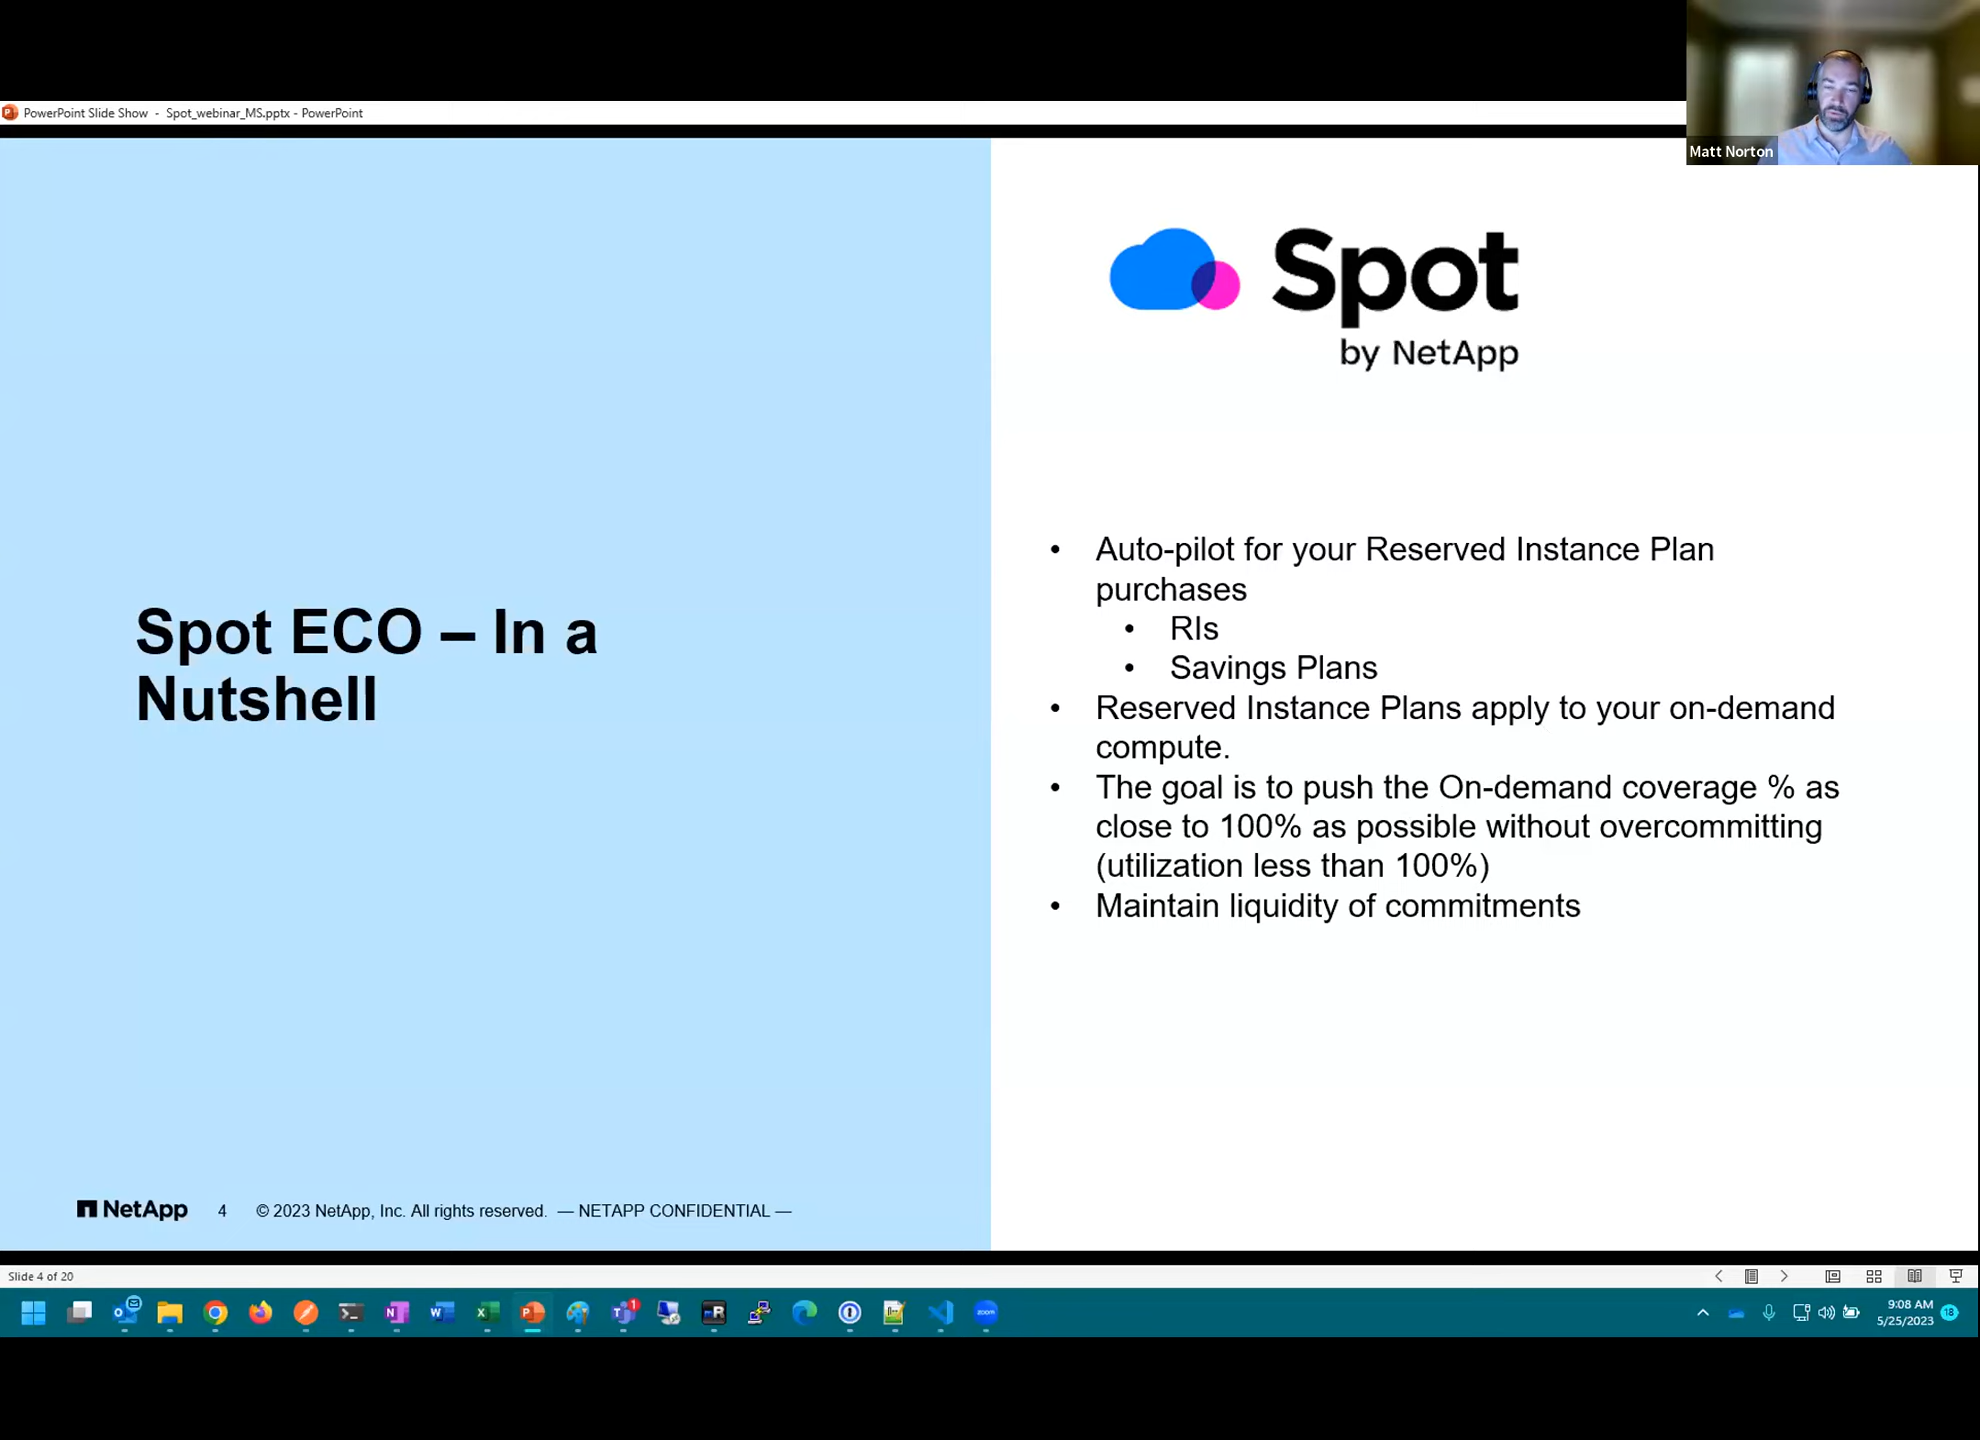 PowerPoint Slide Show - Spot_webinar_MS.pptx - PowerPoint
Matt Norton
Spot
by NetApp
Spot ECO – In a
Nutshell
• Auto-pilot for your Reserved Instance Plan
purchases
• RIs
• Savings Plans
• Reserved Instance Plans apply to your on-demand
compute.
• The goal is to push the On-demand coverage % as
close to 100% as possible without overcommitting
(utilization less than 100%)
• Maintain liquidity of commitments
NetApp 4 © 2023 NetApp, Inc. All rights reserved. — NETAPP CONFIDENTIAL —
Slide 4 of 20
9:08 AM
5/25/2023
18